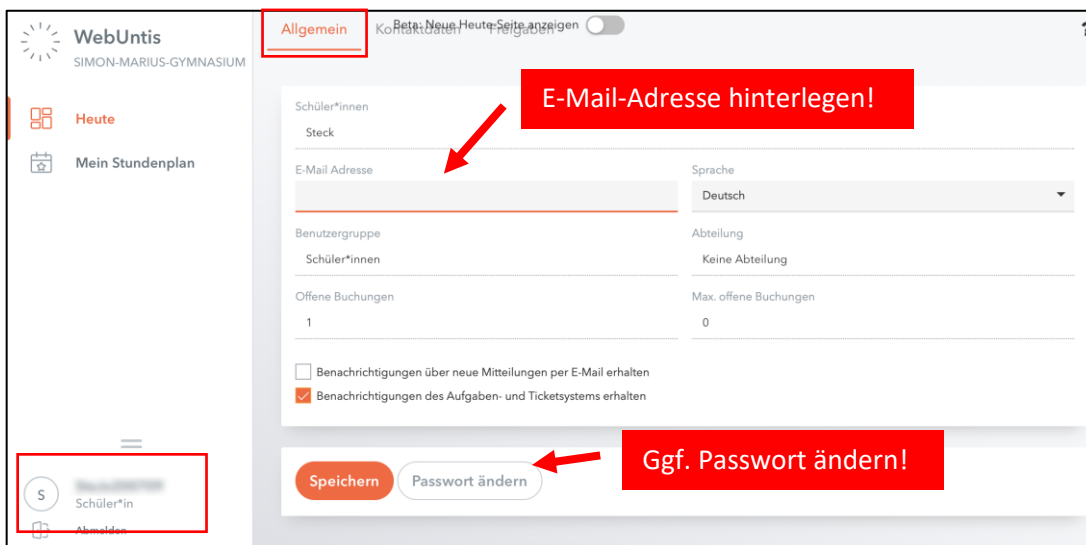 WebUntis
SIMON-MARIUS-GYMNASIUM
Heute
Mein Stundenplan
S
Schüler*in
Abmelden
Allgemein
Kontaktdaten
Freigaben
Beta: Neue Heute-Seite anzeigen
?
E-Mail-Adresse hinterlegen!
Schüler*innen
Steck
E-Mail Adresse
Sprache
Deutsch
Benutzergruppe
Abteilung
Schüler*innen
Keine Abteilung
Offene Buchungen
Max. offene Buchungen
1
0
Benachrichtigungen über neue Mitteilungen per E-Mail erhalten
Benachrichtigungen des Aufgaben- und Ticketsystems erhalten
Ggf. Passwort ändern!
Speichern
Passwort ändern